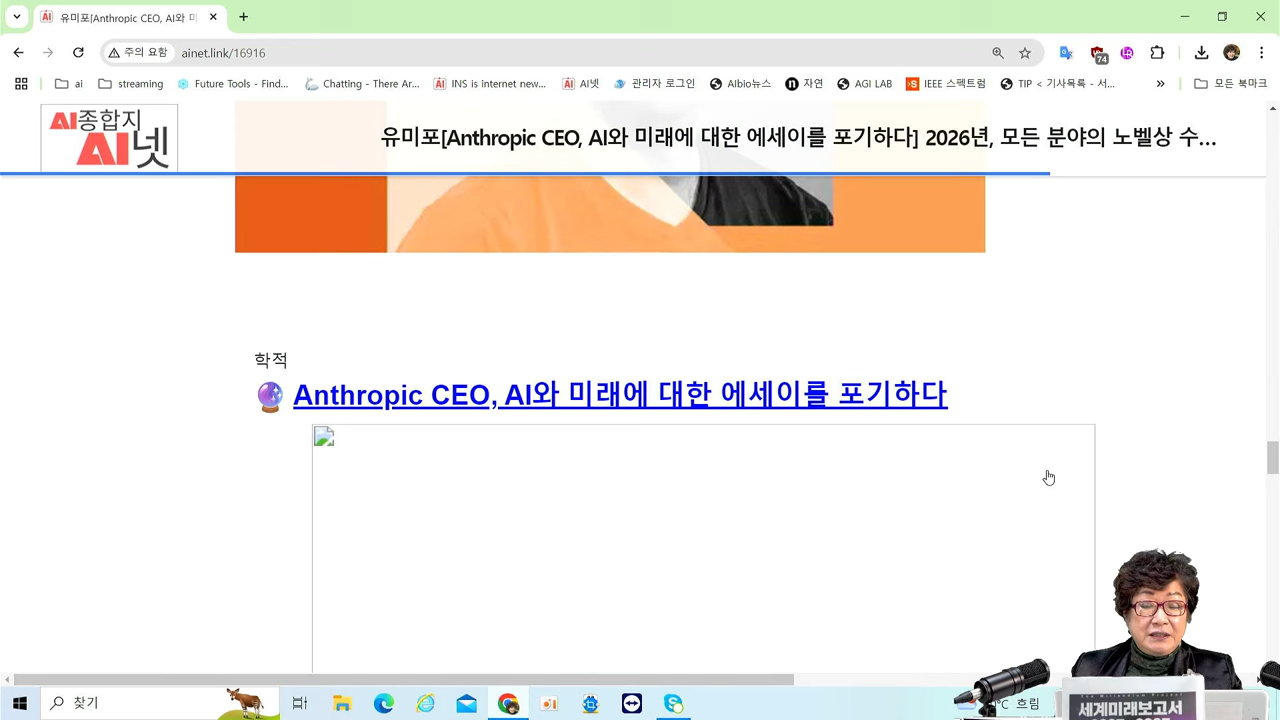 유미포[Anthropic CEO, AI와 미
주의 요함
ainet.link/16916
74
ai
streaming
Future Tools - Find...
Chatting - There Ar...
INS is internet new...
AI넷
관리자 로그인
AIbio뉴스
자연
AGI LAB
IEEE 스펙트럼
TIP < 기사목록 - 서...
모든 북마크
AI종합지
AI넷
유미포[Anthropic CEO, AI와 미래에 대한 에세이를 포기하다] 2026년, 모든 분야의 노벨상 수...
학적
Anthropic CEO, AI와 미래에 대한 에세이를 포기하다
찾기
흐림
The Millennium Project
세계미래보고서